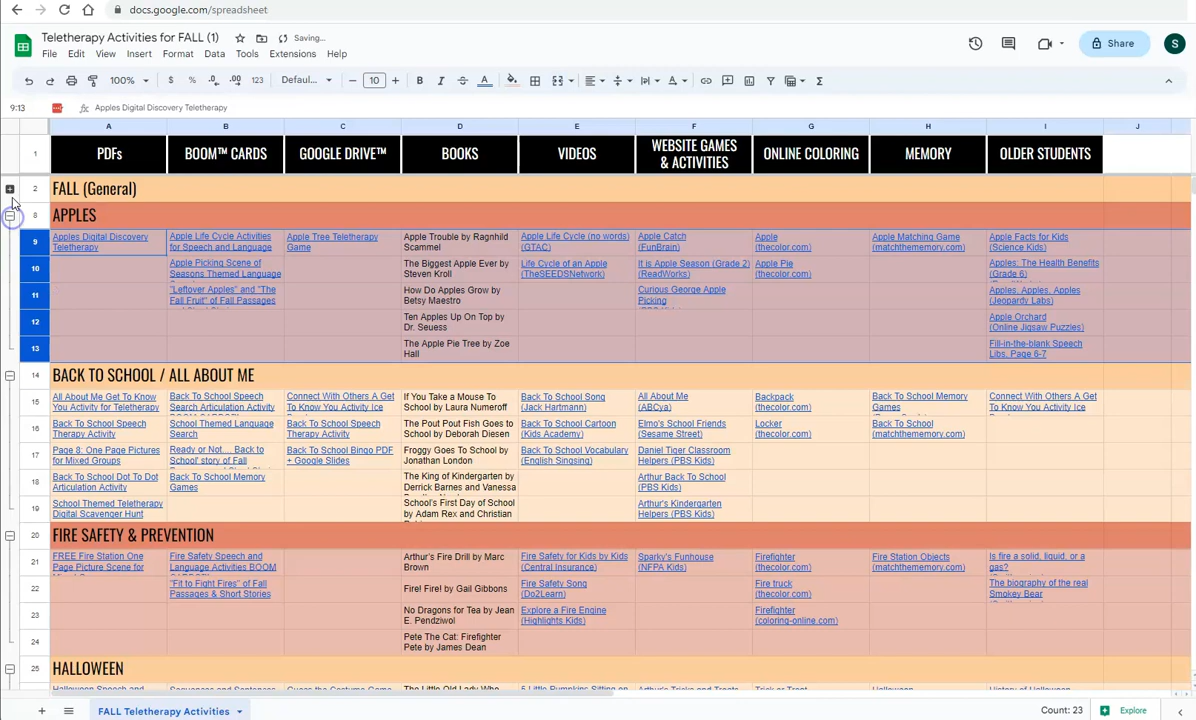 docs.google.com/spreadsheet
Teletherapy Activities for FALL (1)
Saving...
File Edit View Insert Format Data Tools Extensions Help
Share
S
100% $ % .0 .00 123 Defaul... 10 B I A
9:13 fx Apples Digital Discovery Teletherapy
A B C D E F G H I J
1 PDFs BOOM™ CARDS GOOGLE DRIVE™ BOOKS VIDEOS WEBSITE GAMES & ACTIVITIES ONLINE COLORING MEMORY OLDER STUDENTS
2 FALL (General)
8 APPLES
9 Apples Digital Discovery Apple Life Cycle Activities Apple Tree Teletherapy Apple Trouble by Ragnhild Apple Life Cycle (no words) Apple Catch Apple Apple Matching Game Apple Facts for Kids
Teletherapy for Speech and Language Game Scammel (GTAC) (FunBrain) (thecolor.com) (matchthememory.com) (Science Kids)
10 Apple Picking Scene of The Biggest Apple Ever by Life Cycle of an Apple It is Apple Season (Grade 2) Apple Pie Apples: The Health Benefits
Seasons Themed Language Steven Kroll (TheSEEDSNetwork) (ReadWorks) (thecolor.com) (Grade 6)
11 "Leftover Apples" and "The How Do Apples Grow by Curious George Apple Apples, Apples, Apples
Fall Fruit" of Fall Passages Betsy Maestro Picking (Jeopardy Labs)
12 Ten Apples Up On Top by Apple Orchard
Dr. Seuess (Online Jigsaw Puzzles)
13 The Apple Pie Tree by Zoe Fill-in-the-blank Speech
Hall Libs, Page 6-7
14 BACK TO SCHOOL / ALL ABOUT ME
15 All About Me Get To Know Back To School Speech Connect With Others A Get If You Take a Mouse To Back To School Song All About Me Backpack Back To School Memory Connect With Others A Get
You Activity for Teletherapy Search Articulation Activity To Know You Activity Ice School by Laura Numeroff (Jack Hartmann) (ABCya) (thecolor.com) Games To Know You Activity Ice
16 Back To School Speech School Themed Language Back To School Speech The Pout Pout Fish Goes to Back To School Cartoon Elmo's School Friends Locker Back To School
Therapy Activity Search Therapy Activity School by Deborah Diesen (Kids Academy) (Sesame Street) (thecolor.com) (matchthememory.com)
17 Page 8: One Page Pictures Ready or Not.... Back to Back To School Bingo PDF Froggy Goes To School by Back To School Vocabulary Daniel Tiger Classroom
for Mixed Groups School' story of Fall + Google Slides Jonathan London (English Singsing) Helpers (PBS Kids)
18 Back To School Dot To Dot Back To School Memory The King of Kindergarten by Arthur Back To School
Articulation Activity Games Derrick Barnes and Vanessa (PBS Kids)
19 School Themed Teletherapy School's First Day of School Arthur's Kindergarten
Digital Scavenger Hunt by Adam Rex and Christian Helpers (PBS Kids)
20 FIRE SAFETY & PREVENTION
21 FREE Fire Station One Fire Safety Speech and Arthur's Fire Drill by Marc Fire Safety for Kids by Kids Sparky's Funhouse Firefighter Fire Station Objects Is fire a solid, liquid, or a
Page Picture Scene for Language Activities BOOM Brown (Central Insurance) (NFPA Kids) (thecolor.com) (matchthememory.com) gas?
22 "Fit to Fight Fires" of Fall Fire! Fire! by Gail Gibbons Fire Safety Song Fire truck The biography of the real
Passages & Short Stories (Do2Learn) (thecolor.com) Smokey Bear
23 No Dragons for Tea by Jean Explore a Fire Engine Firefighter
E. Pendziwol (Highlights Kids) (coloring-online.com)
24 Pete The Cat: Firefighter
Pete by James Dean
25 HALLOWEEN
Halloween Speech and The Little Old Lady Who 5 Little Pumpkins Sitting on Arthur's Tricks and Treats Trick or Treat Halloween History of Halloween
FALL Teletherapy Activities
Count: 23
Explore